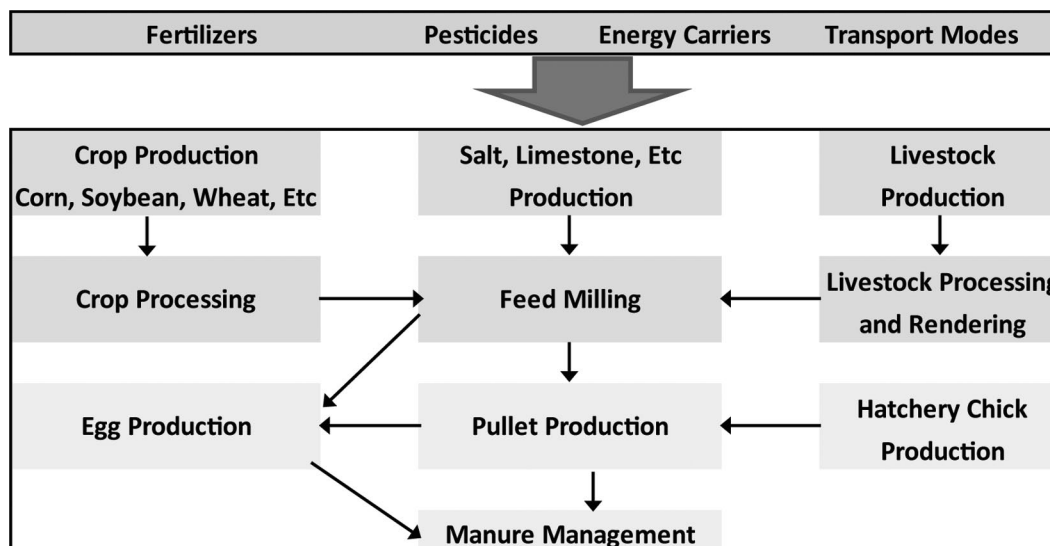 Fertilizers Pesticides Energy Carriers Transport Modes
Crop Production
Corn, Soybean, Wheat, Etc
Salt, Limestone, Etc
Production
Livestock
Production
Crop Processing
Feed Milling
Livestock Processing
and Rendering
Egg Production
Pullet Production
Hatchery Chick
Production
Manure Management